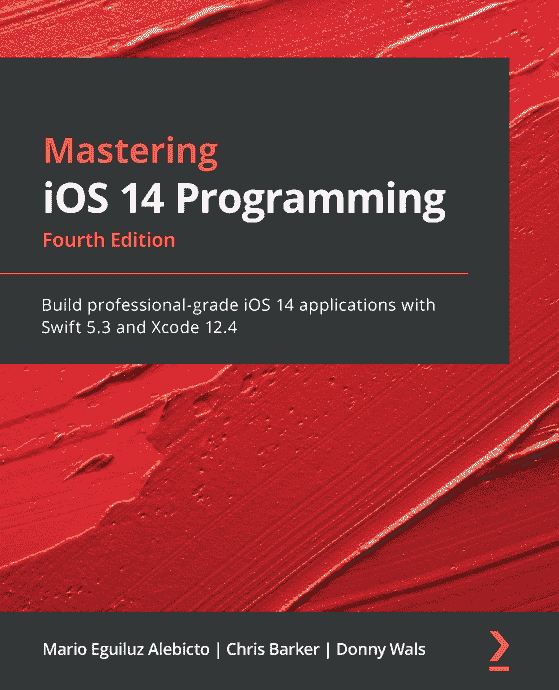 Mastering
iOS 14 Programming
Fourth Edition
Build professional-grade iOS 14 applications with
Swift 5.3 and Xcode 12.4
Mario Eguiluz Alebicto | Chris Barker | Donny Wals